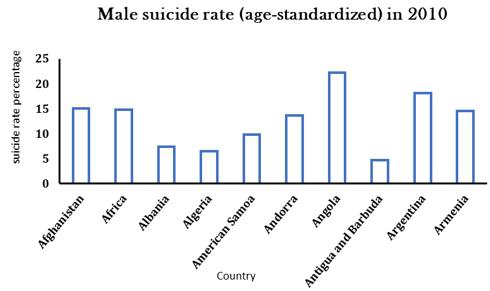 Male suicide rate (age-standardized) in 2010
suicide rate percentage
25
20
15
10
5
0
Afghanistan
Africa
Albania
Algeria
American Samoa
Andorra
Angola
Antigua and Barbuda
Argentina
Armenia
Country